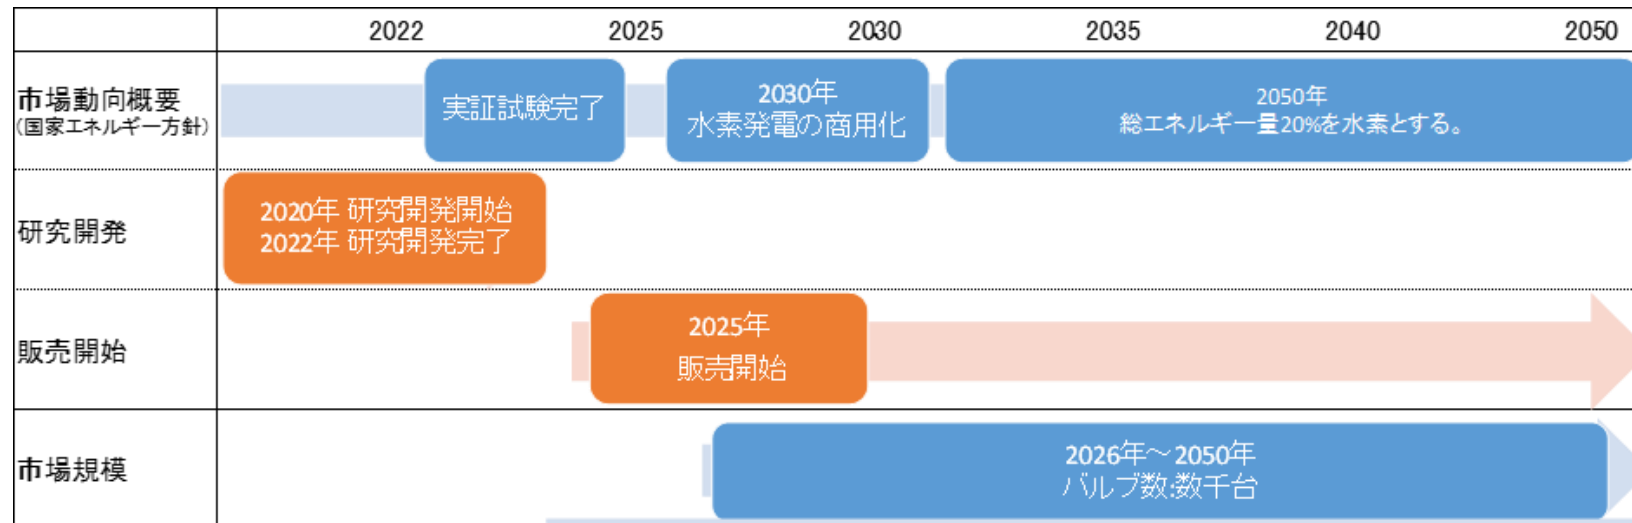 2022 2025 2030 2035 2040 2050
市場動向概要
(国家エネルギー方針)
実証試験完了
2030年
水素発電の商用化
2050年
総エネルギー量20%を水素とする。
研究開発
2020年 研究開発開始
2022年 研究開発完了
販売開始
2025年
販売開始
市場規模
2026年～2050年
バルブ数:数千台